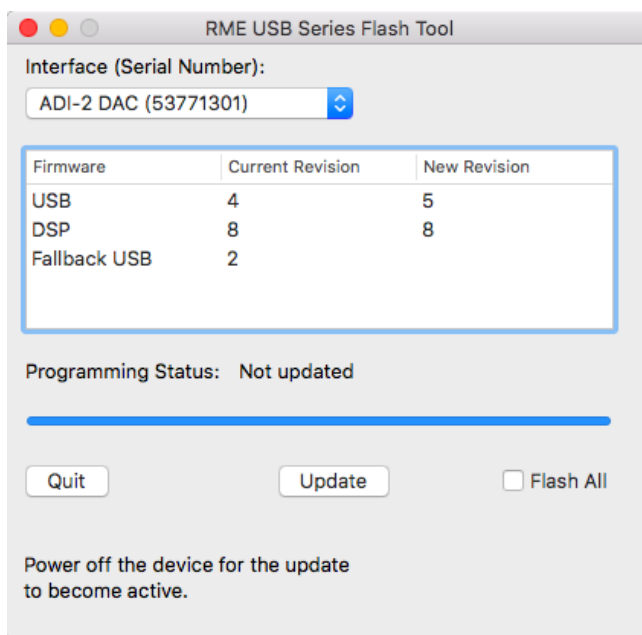 RME USB Series Flash Tool
Interface (Serial Number):
ADI-2 DAC (53771301)
Firmware Current Revision New Revision
USB 4 5
DSP 8 8
Fallback USB 2
Programming Status: Not updated
Quit Update Flash All
Power off the device for the update
to become active.